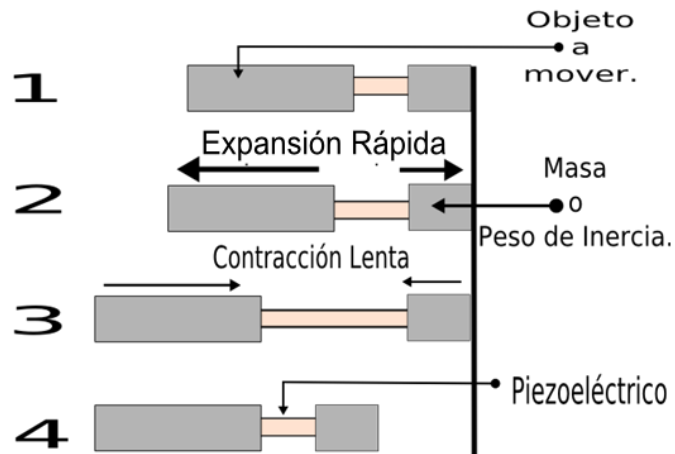 Objeto
a
mover.
1
Expansión Rápida
2
Masa
o
Peso de Inercia.
Contracción Lenta
3
Piezoeléctrico
4